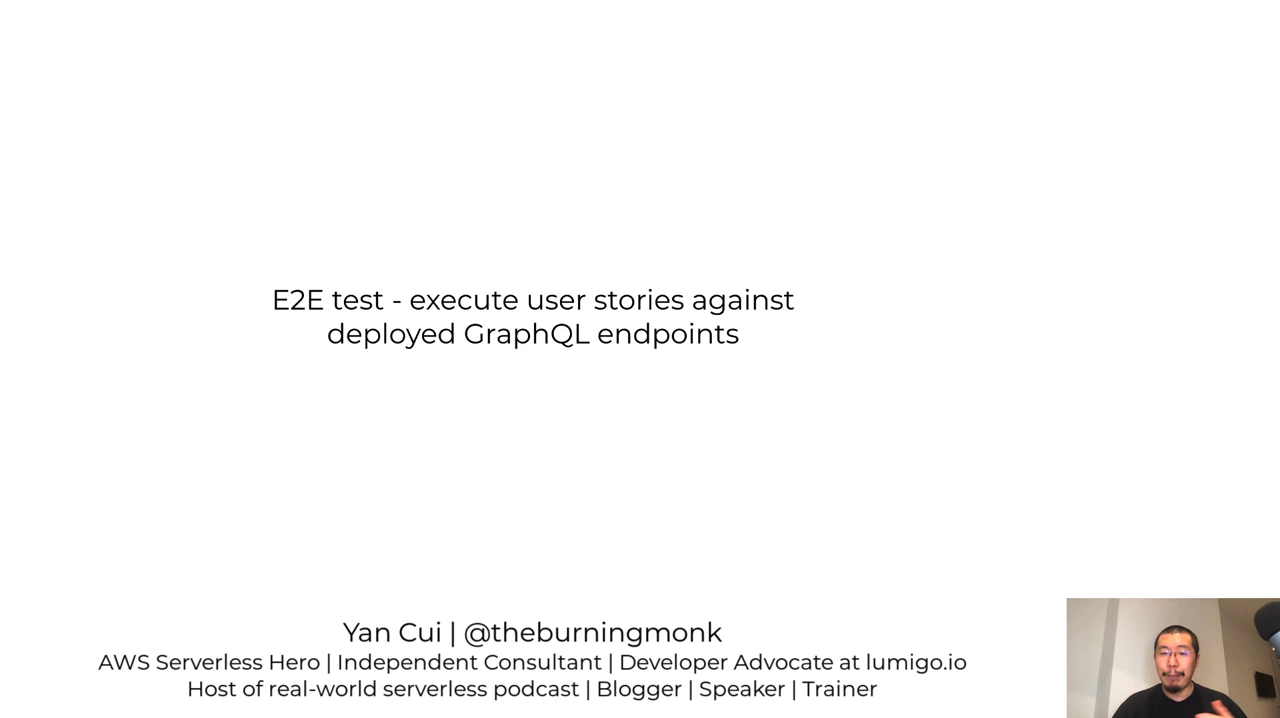 E2E test - execute user stories against
deployed GraphQL endpoints
Yan Cui | @theburningmonk
AWS Serverless Hero | Independent Consultant | Developer Advocate at lumigo.io
Host of real-world serverless podcast | Blogger | Speaker | Trainer